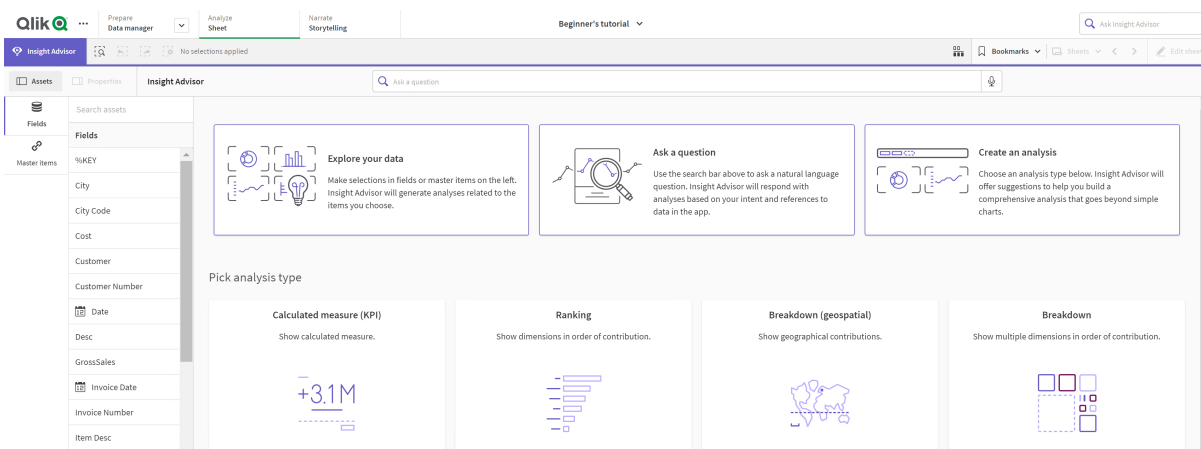 Qlik
Prepare
Data manager
Analyze
Sheet
Narrate
Storytelling
Beginner's tutorial
Ask Insight Advisor
Insight Advisor
No selections applied
Bookmarks
Sheets
Edit shee
Assets
Properties
Insight Advisor
Ask a question
Fields
Master items
Search assets
Fields
%KEY
City
City Code
Cost
Customer
Customer Number
Date
Desc
GrossSales
Invoice Date
Invoice Number
Item Desc
Explore your data
Make selections in fields or master items on the left.
Insight Advisor will generate analyses related to the
items you choose.
Ask a question
Use the search bar above to ask a natural language
question. Insight Advisor will respond with
analyses based on your intent and references to
data in the app.
Create an analysis
Choose an analysis type below. Insight Advisor will
offer suggestions to help you build a
comprehensive analysis that goes beyond simple
charts.
Pick analysis type
Calculated measure (KPI)
Show calculated measure.
+3.1M
Ranking
Show dimensions in order of contribution.
Breakdown (geospatial)
Show geographical contributions.
Breakdown
Show multiple dimensions in order of contribution.